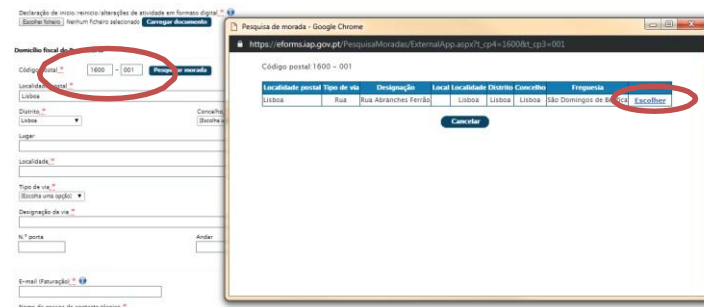 Declaração de início/reinício/alterações de atividade em formato digital *
Escolher ficheiro Nenhum ficheiro selecionado Carregar documento
Domicílio fiscal do
Código postal * 1600 - 001 Pesquisar morada
Localidade postal *
Lisboa
Distrito * Concelho
Lisboa (Escolha
Lugar
Localidade *
Tipo de via *
(Escolha uma opção)
Designação da via *
N.º porta Andar
E-mail (Faturação) *
Pesquisa de morada - Google Chrome
https://eforms.iap.gov.pt/PesquisaMoradas/ExternalApp.aspx?t_cp4=1600&t_cp3=001
Código postal:1600 - 001
Localidade postal Tipo de via Designação Local Localidade Distrito Concelho Freguesia
Lisboa Rua Rua Abranches Ferrão Lisboa Lisboa Lisboa São Domingos de Benfica Escolher
Cancelar